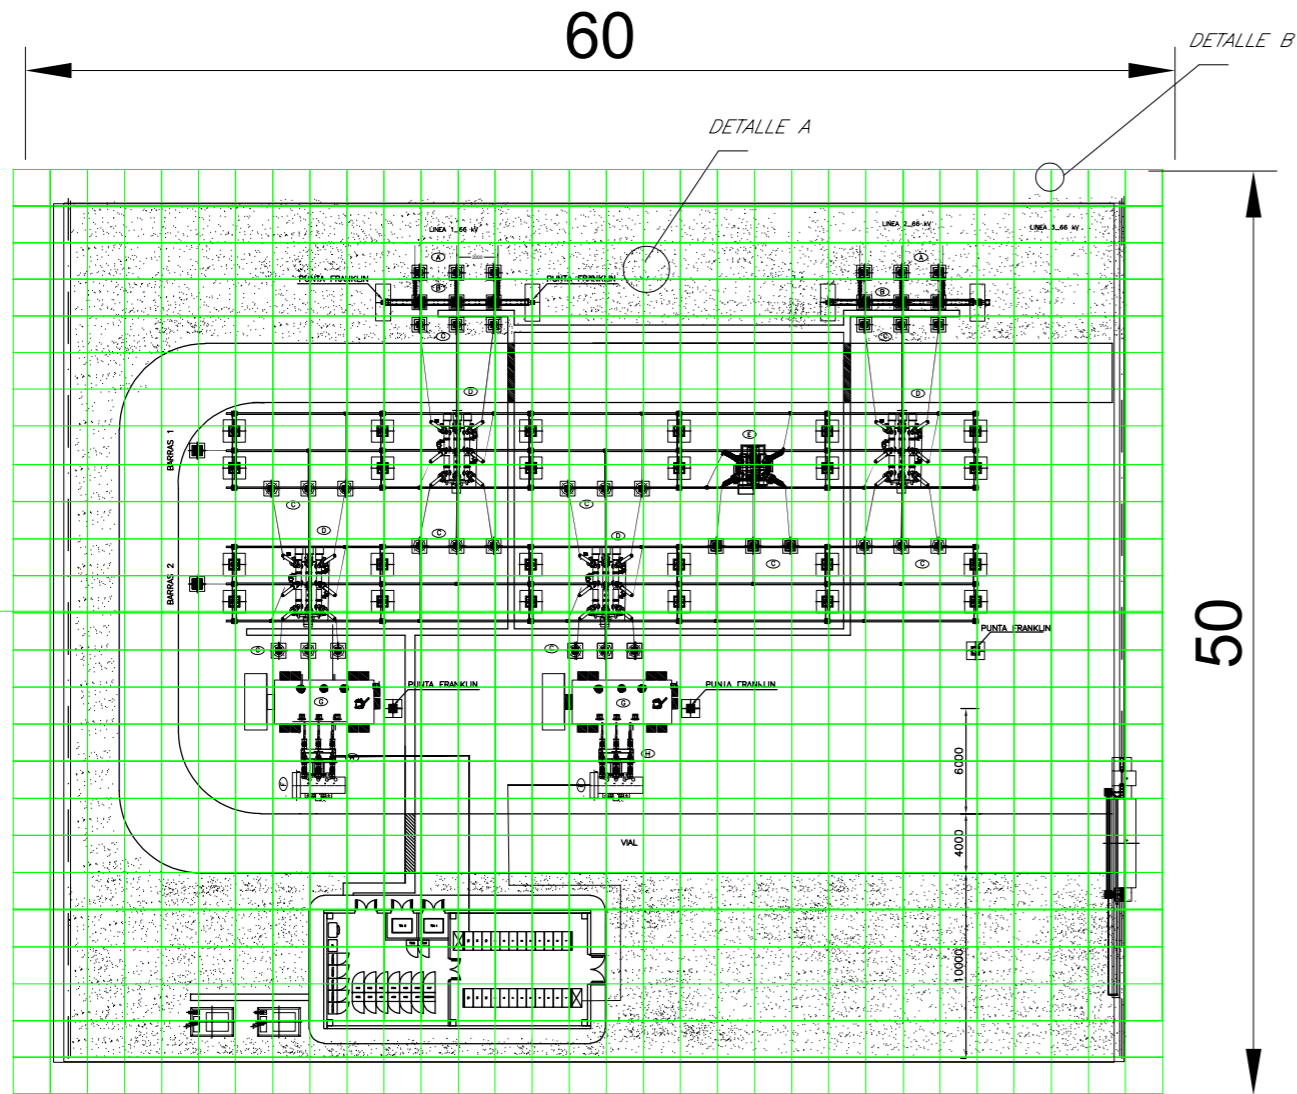 60
DETALLE B
DETALLE A
LINEA 1_66 kV
LINEA 2_66 kV
LINEA 3_66 kV
A
A
2000
PUNTA FRANKLIN
B
PUNTA FRANKLIN
B
C
C
D
D
BARRAS 1
E
C
C
D
C
D
C
C
BARRAS 2
50
PUNTA FRANKLIN
C
C
PUNTA FRANKLIN
PUNTA FRANKLIN
G
G
H
H
6000
4000
VIAL
10000